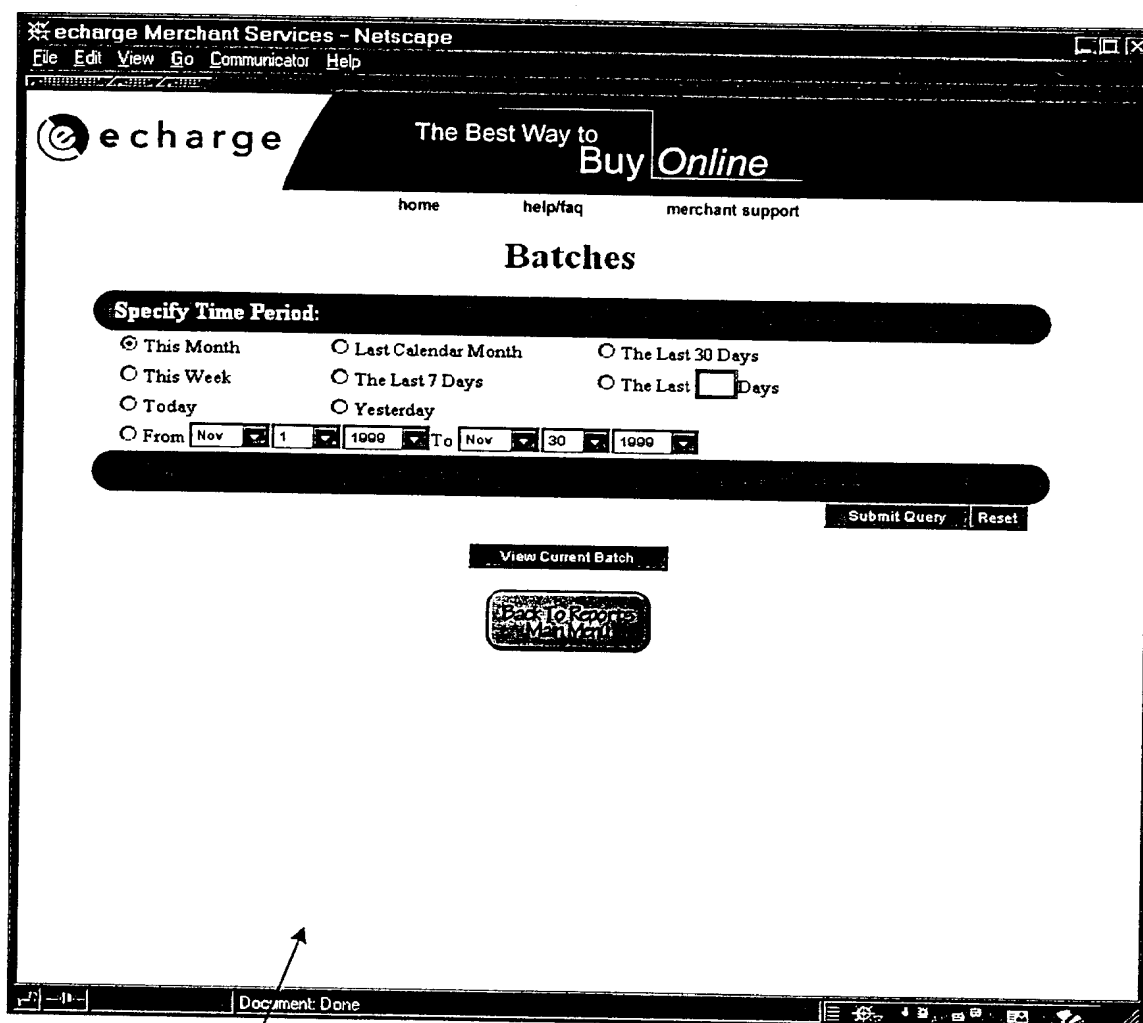 echarge Merchant Services - Netscape
File Edit View Go Communicator Help
echarge
The Best Way to
Buy Online
home help/faq merchant support
Batches
Specify Time Period:
This Month Last Calendar Month The Last 30 Days
This Week The Last 7 Days The Last Days
Today Yesterday
From Nov 1 1999 To Nov 30 1999
Submit Query Reset
View Current Batch
Back To Reports
Main Menu
Document: Done